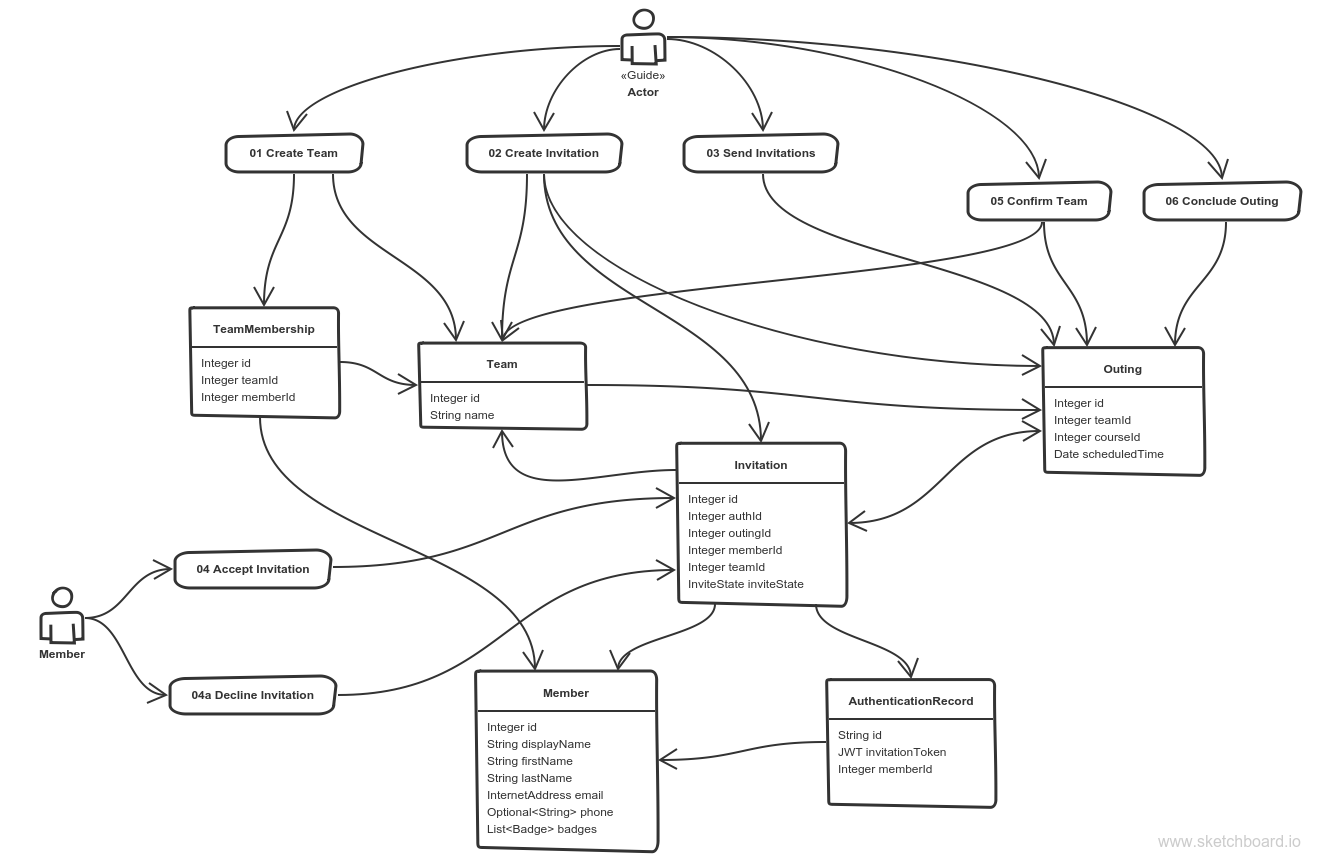 «Guide»
Actor
01 Create Team
02 Create Invitation
03 Send Invitations
05 Confirm Team
06 Conclude Outing
TeamMembership
Integer id
Integer teamId
Integer memberId
Team
Integer id
String name
Outing
Integer id
Integer teamId
Integer courseId
Date scheduledTime
Invitation
Integer id
Integer authId
Integer outingId
Integer memberId
Integer teamId
InviteState inviteState
04 Accept Invitation
Member
04a Decline Invitation
Member
Integer id
String displayName
String firstName
String lastName
InternetAddress email
Optional<String> phone
List<Badge> badges
AuthenticationRecord
String id
JWT invitationToken
Integer memberId
www.sketchboard.io